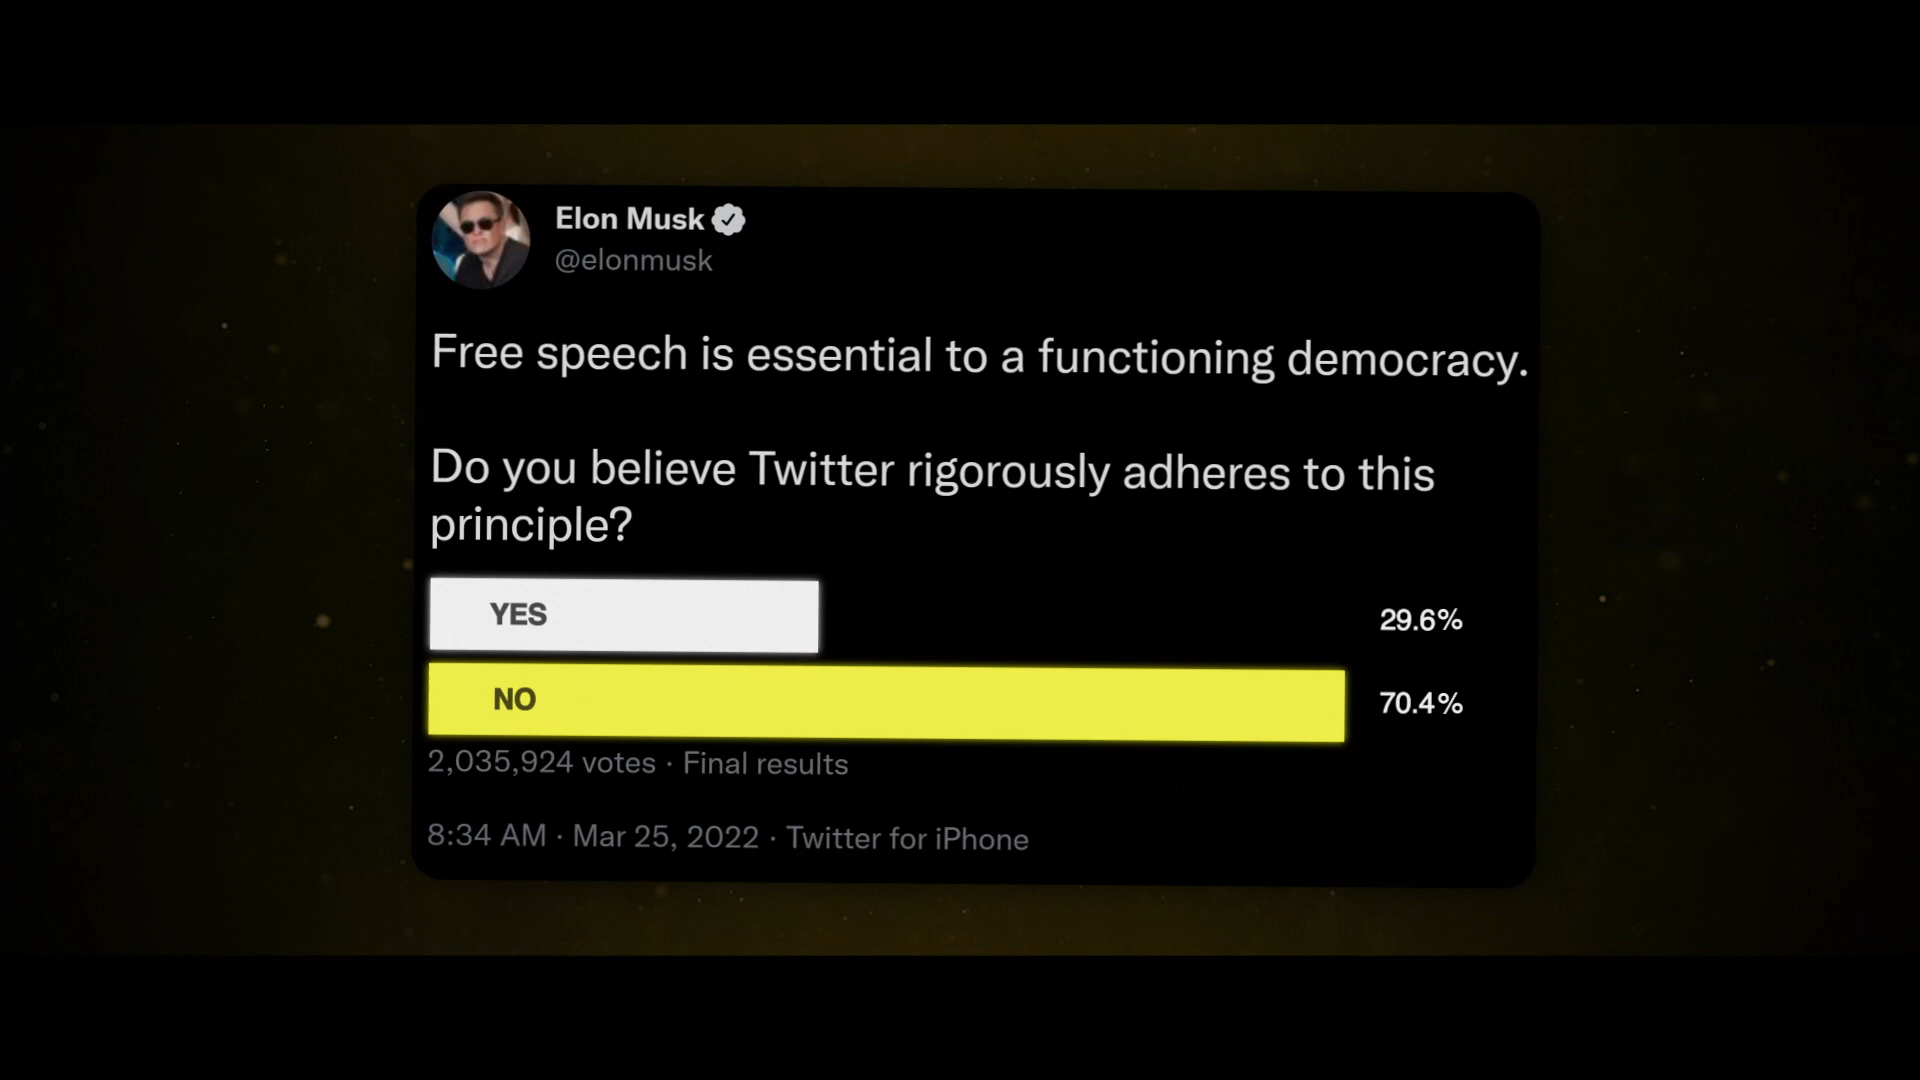 Elon Musk
@elonmusk
Free speech is essential to a functioning democracy.
Do you believe Twitter rigorously adheres to this
principle?
YES 29.6%
NO 70.4%
2,035,924 votes · Final results
8:34 AM · Mar 25, 2022 · Twitter for iPhone